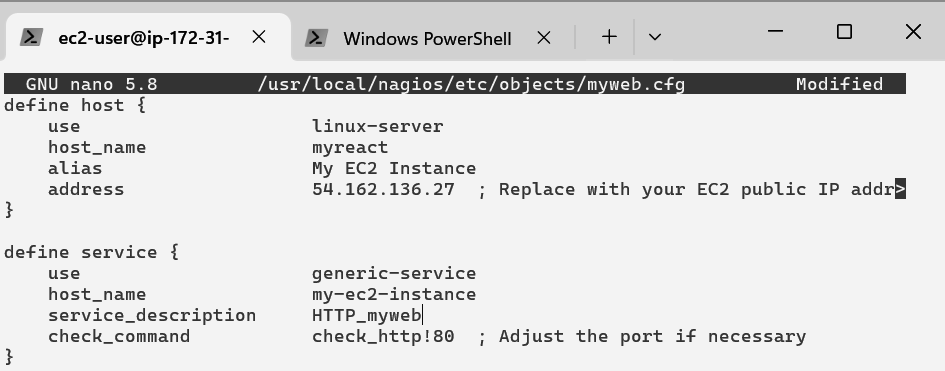 ec2-user@ip-172-31- Windows PowerShell
GNU nano 5.8 /usr/local/nagios/etc/objects/myweb.cfg Modified
define host {
    use                     linux-server
    host_name               myreact
    alias                   My EC2 Instance
    address                 54.162.136.27  ; Replace with your EC2 public IP addr>
}

define service {
    use                     generic-service
    host_name               my-ec2-instance
    service_description     HTTP_myweb
    check_command           check_http!80  ; Adjust the port if necessary
}